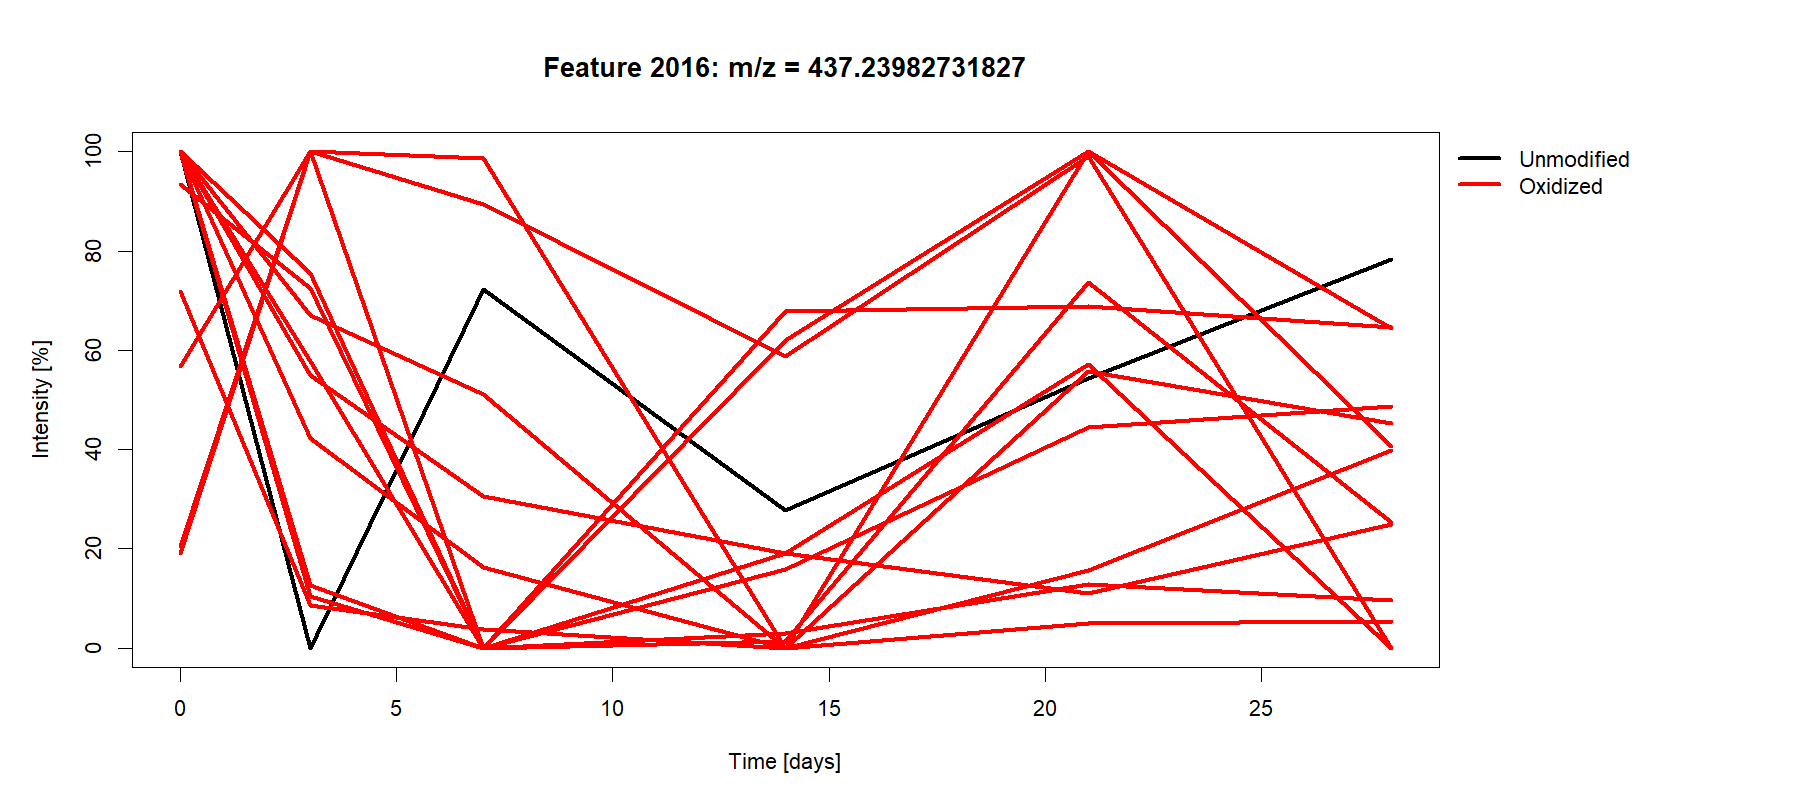 Feature 2016: m/z = 437.23982731827
Unmodified
Oxidized
Intensity [%]
100
80
60
40
20
0
0 5 10 15 20 25
Time [days]